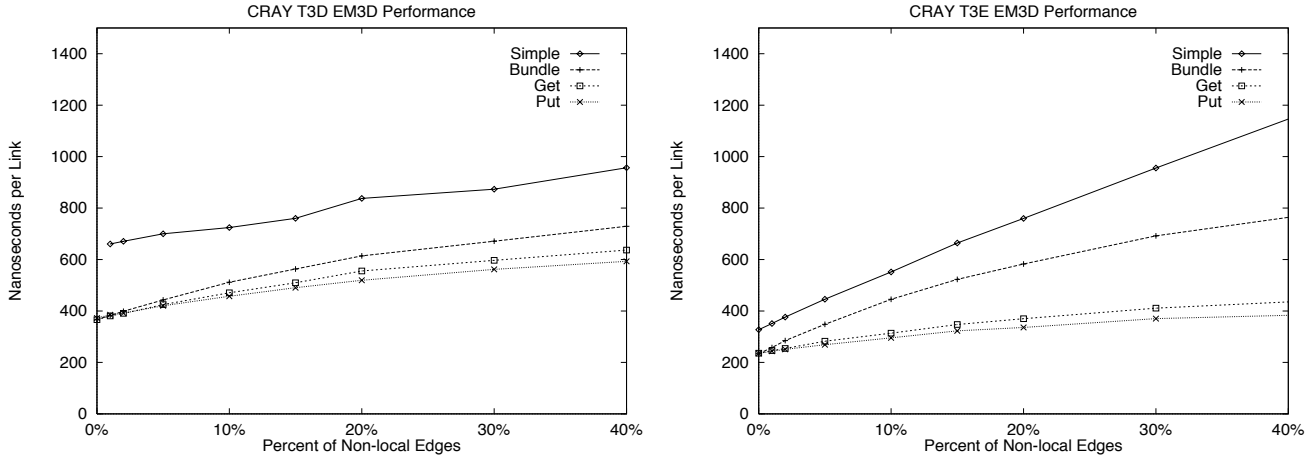 CRAY T3D EM3D Performance
1400
1200
1000
800
600
400
200
0
Nanoseconds per Link
Simple
Bundle
Get
Put
0%
10%
20%
30%
40%
Percent of Non-local Edges
CRAY T3E EM3D Performance
1400
1200
1000
800
600
400
200
0
Nanoseconds per Link
Simple
Bundle
Get
Put
0%
10%
20%
30%
40%
Percent of Non-local Edges